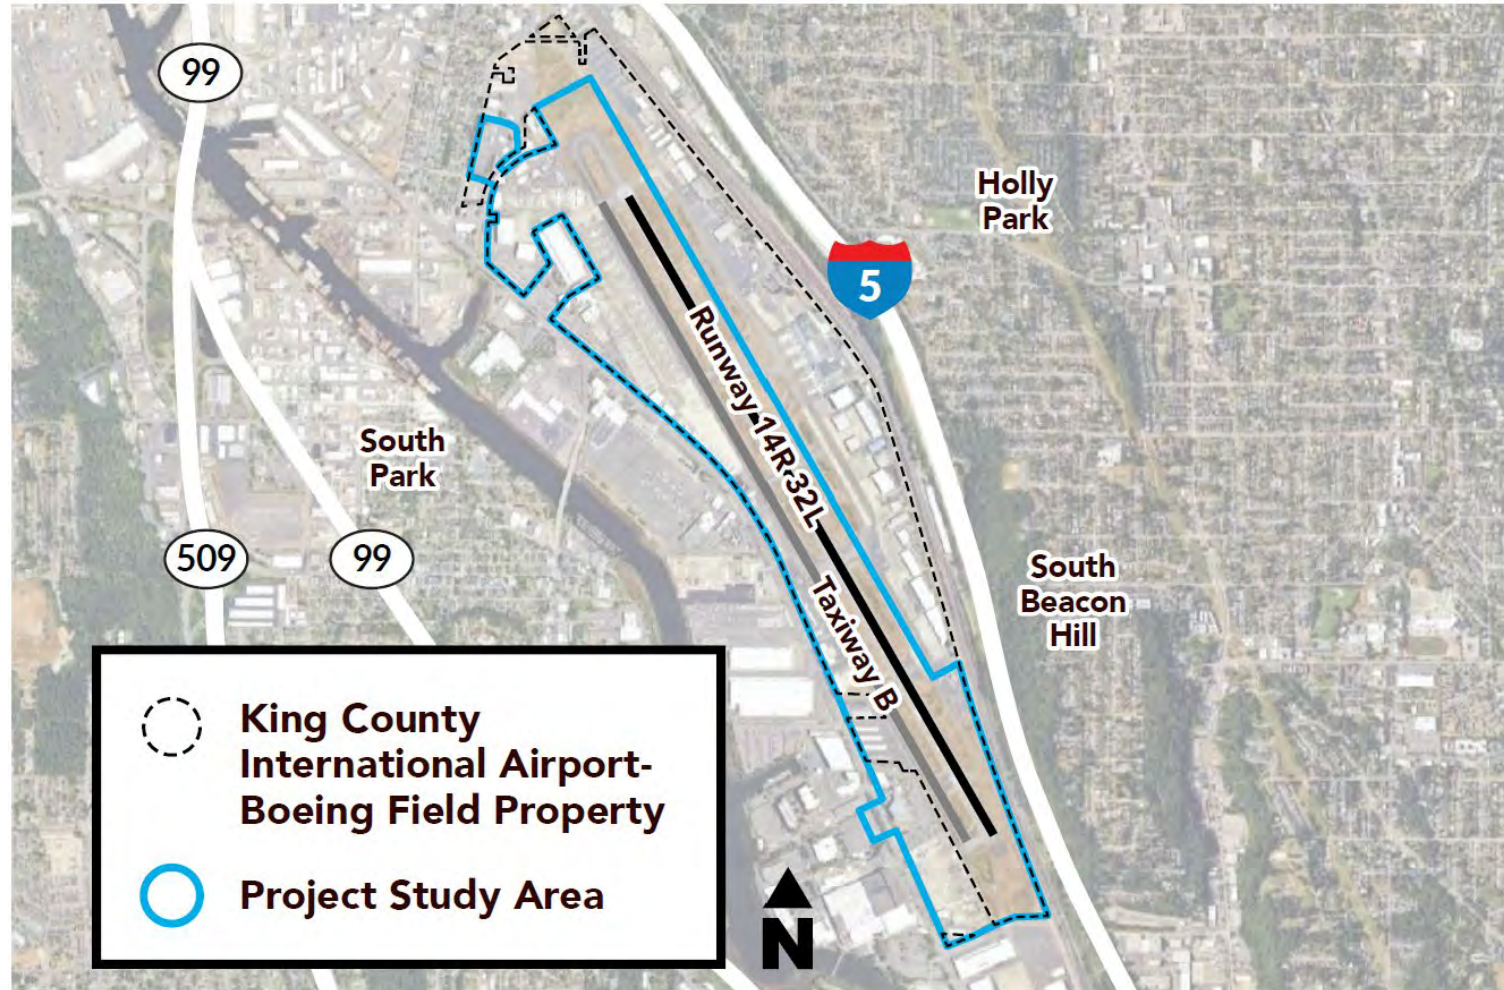 99
Holly
Park
5
Runway 14R-32L
South
Park
509
99
South
Beacon
Hill
Taxiway B
King County
International Airport-
Boeing Field Property
Project Study Area
N